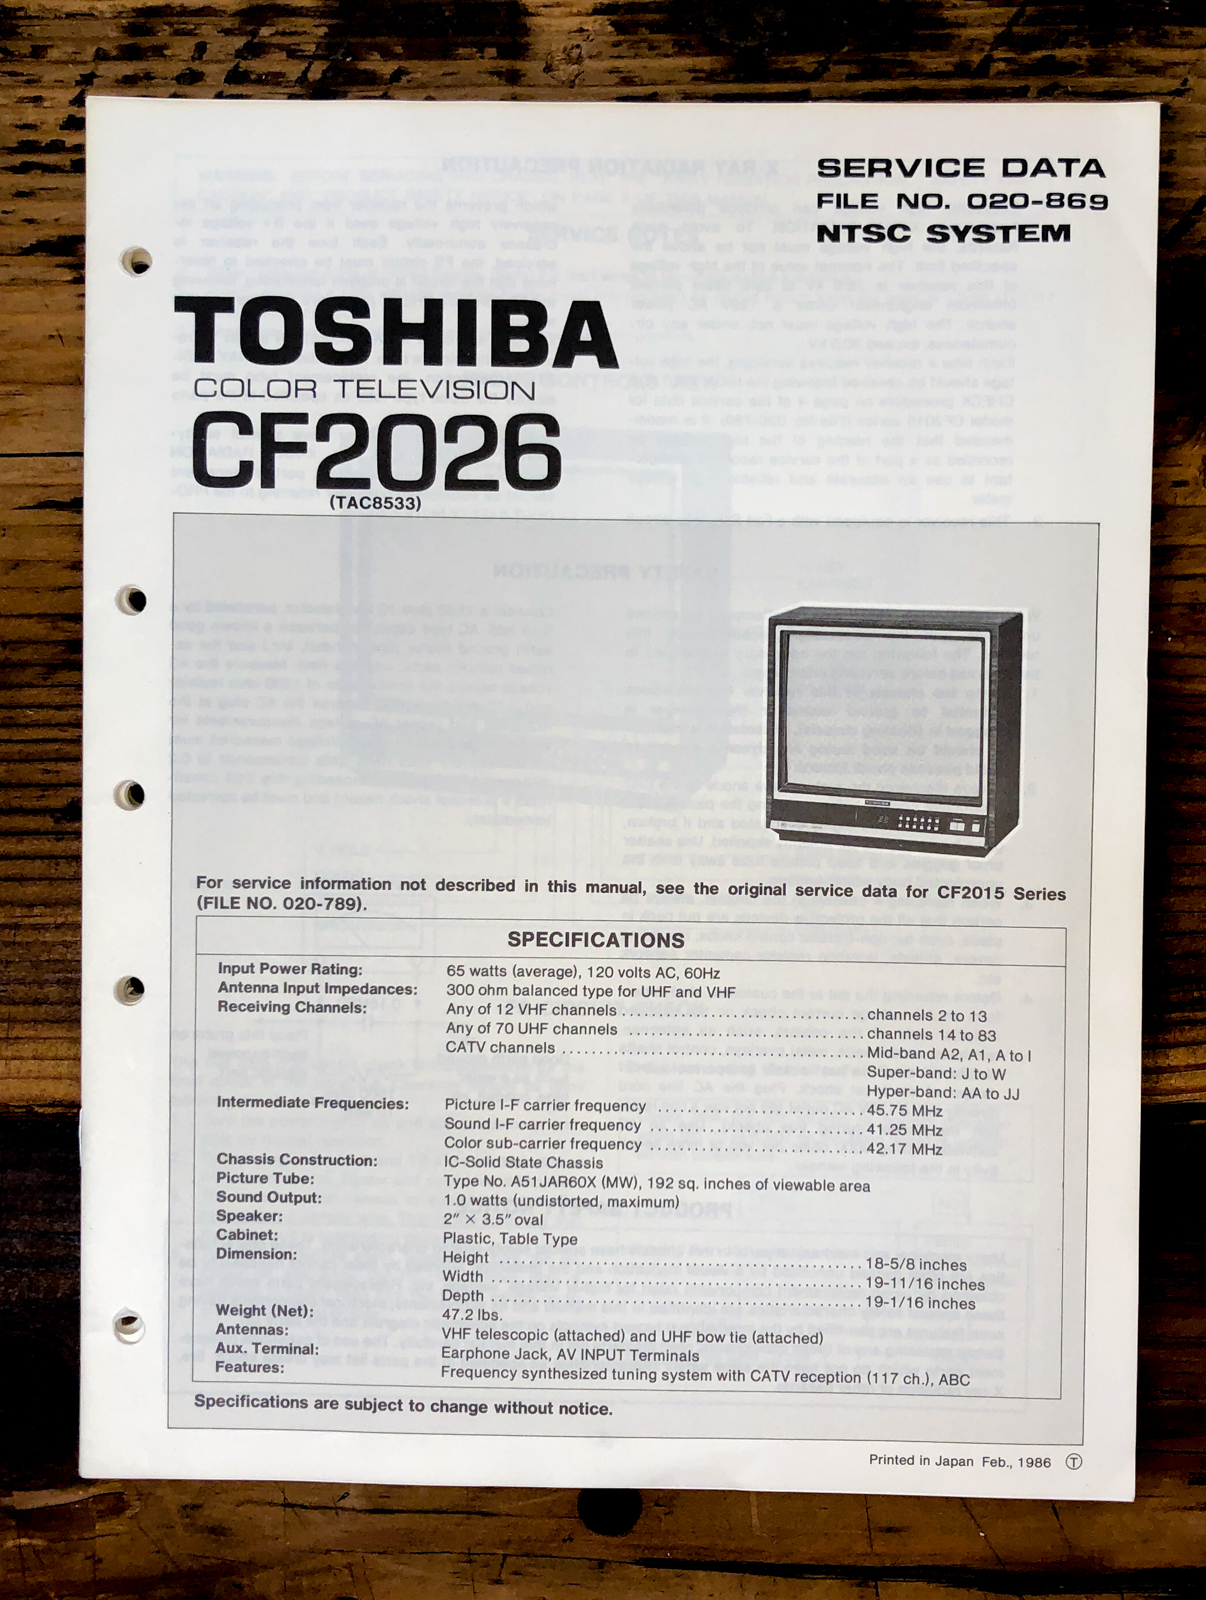 SERVICE DATA
FILE NO. 020-869
NTSC SYSTEM
TOSHIBA
COLOR TELEVISION
CF2026
(TAC8533)
TOSHIBA
For service information not described in this manual, see the original service data for CF2015 Series
(FILE NO. 020-789).
SPECIFICATIONS
Input Power Rating: 65 watts (average), 120 volts AC, 60Hz
Antenna Input Impedances: 300 ohm balanced type for UHF and VHF
Receiving Channels: Any of 12 VHF channels ............................... channels 2 to 13
Any of 70 UHF channels .............................. channels 14 to 83
CATV channels ....................................... Mid-band A2, A1, A to I
Super-band: J to W
Hyper-band: AA to JJ
Intermediate Frequencies: Picture I-F carrier frequency ........................... 45.75 MHz
Sound I-F carrier frequency ............................ 41.25 MHz
Color sub-carrier frequency ............................ 42.17 MHz
Chassis Construction: IC-Solid State Chassis
Picture Tube: Type No. A51JAR60X (MW), 192 sq. inches of viewable area
Sound Output: 1.0 watts (undistorted, maximum)
Speaker: 2" × 3.5" oval
Cabinet: Plastic, Table Type
Dimension: Height ............................................... 18-5/8 inches
Width ................................................ 19-11/16 inches
Depth ................................................ 19-1/16 inches
Weight (Net): 47.2 lbs.
Antennas: VHF telescopic (attached) and UHF bow tie (attached)
Aux. Terminal: Earphone Jack, AV INPUT Terminals
Features: Frequency synthesized tuning system with CATV reception (117 ch.), ABC
Specifications are subject to change without notice.
Printed in Japan Feb., 1986 Ⓣ